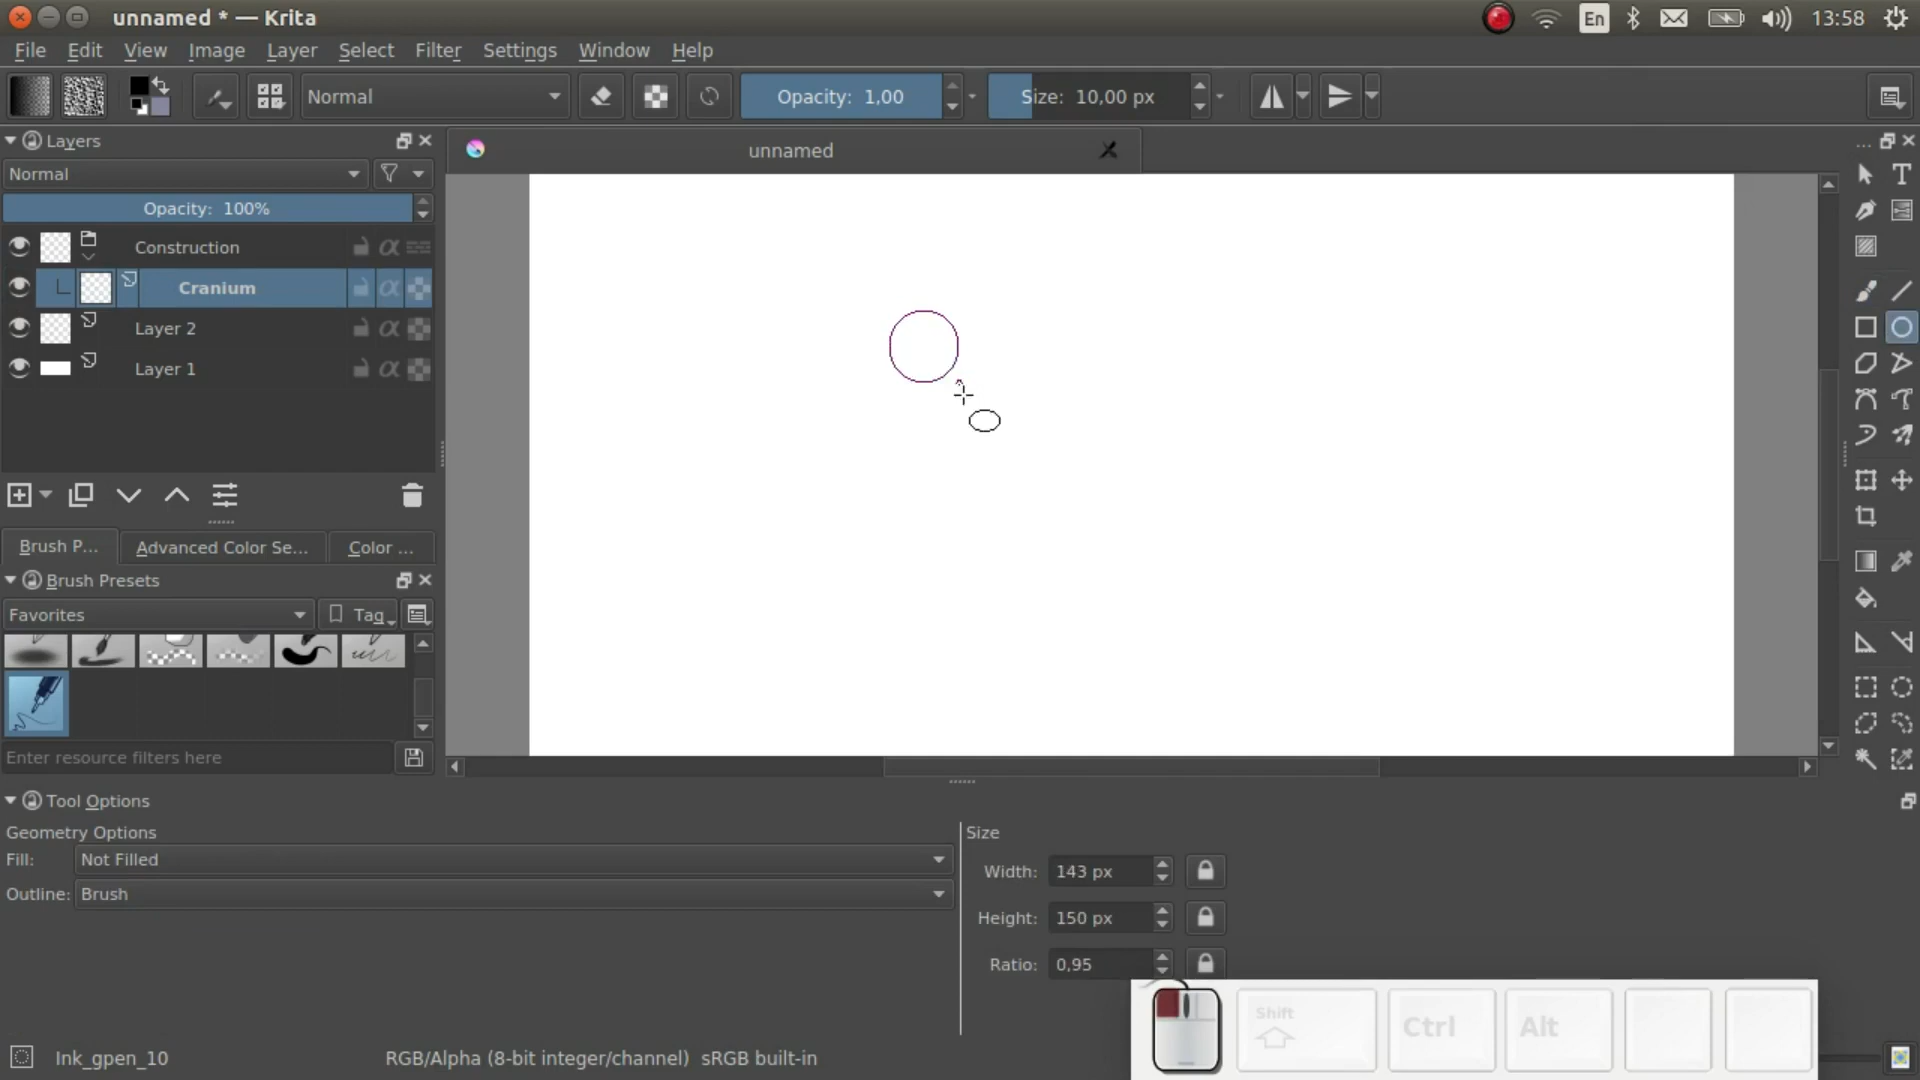 unnamed * — Krita
En
13:58
File Edit View Image Layer Select Filter Settings Window Help
Normal
Opacity: 1,00
Size: 10,00 px
Layers
unnamed
Normal
Opacity: 100%
Construction
Cranium
Layer 2
Layer 1
Brush P...
Advanced Color Se...
Color ...
Brush Presets
Favorites
Tag
Enter resource filters here
Tool Options
Geometry Options
Size
Fill: Not Filled
Width: 143 px
Outline: Brush
Height: 150 px
Ratio: 0,95
Shift
Ctrl
Alt
Ink_gpen_10
RGB/Alpha (8-bit integer/channel) sRGB built-in